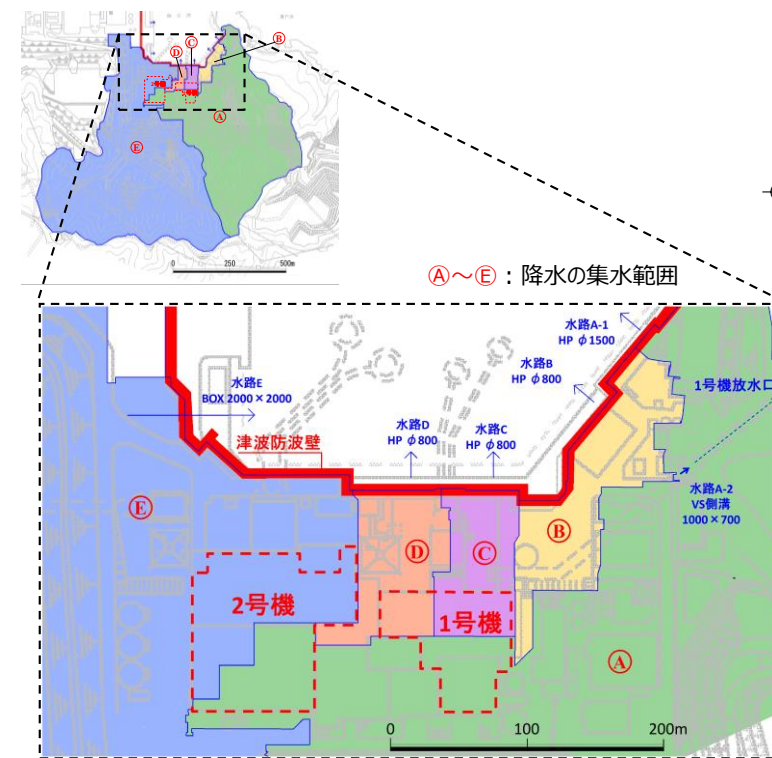 Ⓒ
Ⓓ
Ⓑ
Ⓐ
Ⓔ
0 250 500m
Ⓐ～Ⓔ：降水の集水範囲
水路A-1
HP φ1500
水路B
HP φ800
1号機放水口
水路E
BOX 2000×2000
水路D
HP φ800
水路C
HP φ800
津波防波壁
水路A-2
VS側溝
1000×700
Ⓔ
Ⓓ
Ⓒ
Ⓑ
2号機
1号機
Ⓐ
0 100 200m